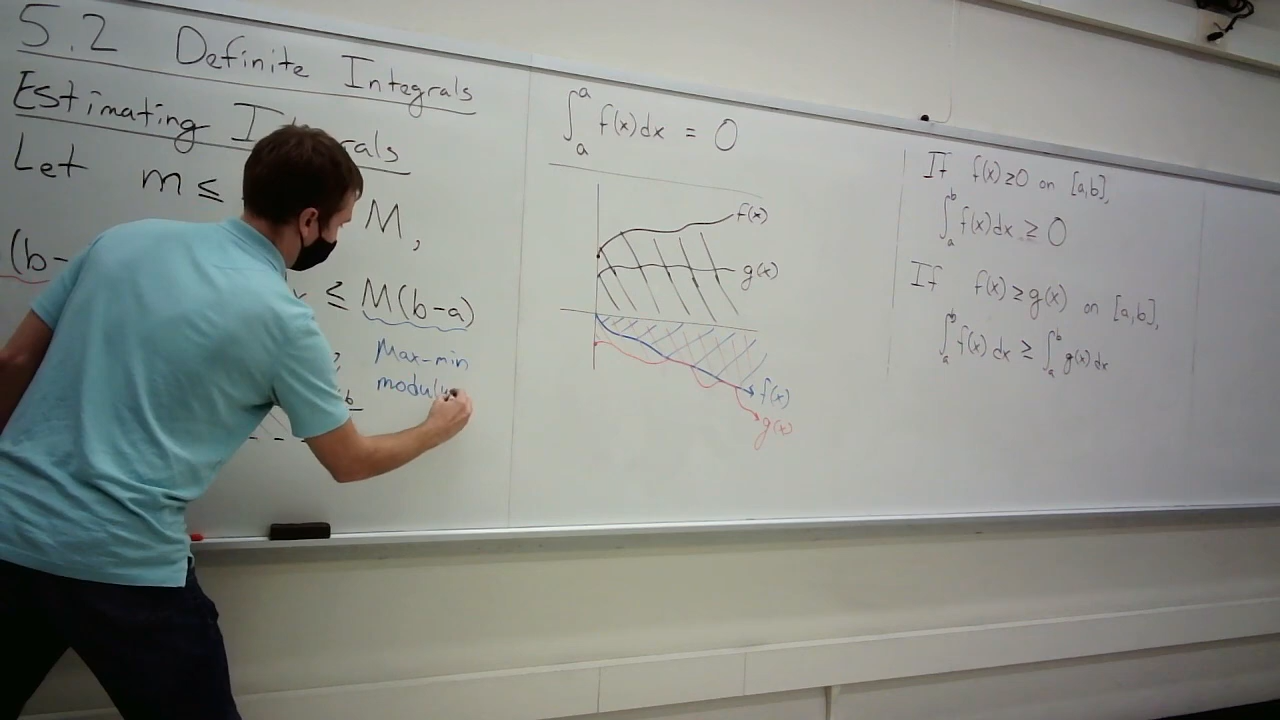 5.2 Definite Integrals
Estimating
Let m ≤ M,
(b-
≤ M(b-a)
Max-min
b
∫_a^a f(x)dx = 0
f(x)
g(x)
f(x)
g(x)
If f(x)≥0 on [a,b],
∫_a^b f(x)dx ≥ 0
If f(x)≥g(x) on [a,b],
∫_a^b f(x)dx ≥ ∫_a^b g(x)dx